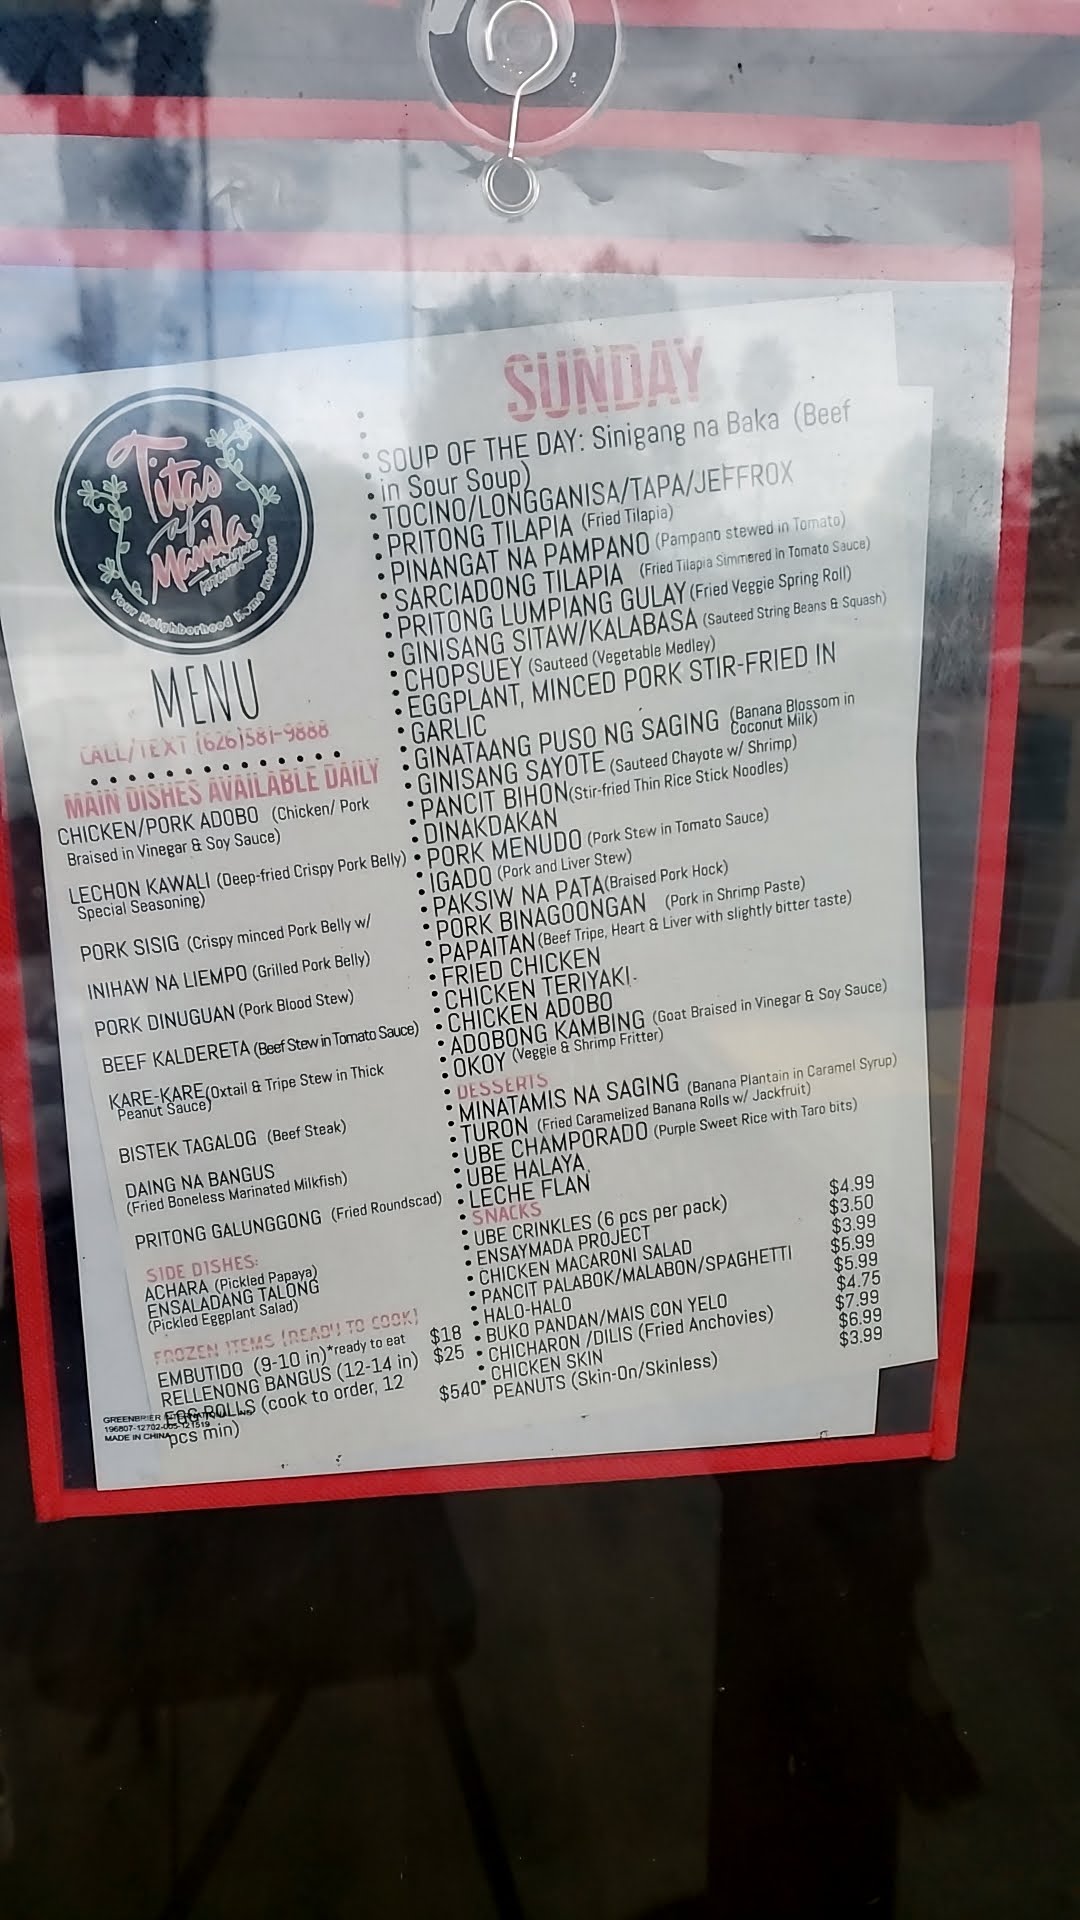 Titas
of
Manila
FILIPINO
KITCHEN
Your Neighborhood Home Kitchen
MENU
CALL/TEXT (626)581-9888
MAIN DISHES AVAILABLE DAILY
CHICKEN/PORK ADOBO (Chicken/ Pork
Braised in Vinegar & Soy Sauce)
LECHON KAWALI (Deep-fried Crispy Pork Belly)
Special Seasoning)
PORK SISIG (Crispy minced Pork Belly w/
INIHAW NA LIEMPO (Grilled Pork Belly)
PORK DINUGUAN (Pork Blood Stew)
BEEF KALDERETA (Beef Stew in Tomato Sauce)
KARE-KARE(Oxtail & Tripe Stew in Thick
Peanut Sauce)
BISTEK TAGALOG (Beef Steak)
DAING NA BANGUS
(Fried Boneless Marinated Milkfish)
PRITONG GALUNGGONG (Fried Roundscad)
SIDE DISHES:
ACHARA (Pickled Papaya)
ENSALADANG TALONG
(Pickled Eggplant Salad)
FROZEN ITEMS (READY TO COOK)
EMBUTIDO (9-10 in)*ready to eat $18
RELLENONG BANGUS (12-14 in) $25
EGG ROLLS (cook to order, 12 $540*
pcs min)
GREENBRIER INTERNATIONAL, INC.
196807-12702-005-121519
MADE IN CHINA
SUNDAY
• SOUP OF THE DAY: Sinigang na Baka (Beef
• in Sour Soup)
• TOCINO/LONGGANISA/TAPA/JEFFROX
• PRITONG TILAPIA (Fried Tilapia)
• PINANGAT NA PAMPANO (Pampano stewed in Tomato)
• SARCIADONG TILAPIA (Fried Tilapia Simmered in Tomato Sauce)
• PRITONG LUMPIANG GULAY (Fried Veggie Spring Roll)
• GINISANG SITAW/KALABASA (Sauteed String Beans & Squash)
• CHOPSUEY (Sauteed (Vegetable Medley)
• EGGPLANT, MINCED PORK STIR-FRIED IN
• GARLIC
• GINATAANG PUSO NG SAGING (Banana Blossom in
Coconut Milk)
• GINISANG SAYOTE (Sauteed Chayote w/ Shrimp)
• PANCIT BIHON(Stir-fried Thin Rice Stick Noodles)
• DINAKDAKAN
• PORK MENUDO (Pork Stew in Tomato Sauce)
• IGADO (Pork and Liver Stew)
• PAKSIW NA PATA(Braised Pork Hock)
• PORK BINAGOONGAN (Pork in Shrimp Paste)
• PAPAITAN(Beef Tripe, Heart & Liver with slightly bitter taste)
• FRIED CHICKEN
• CHICKEN TERIYAKI
• CHICKEN ADOBO
• ADOBONG KAMBING (Goat Braised in Vinegar & Soy Sauce)
• OKOY (Veggie & Shrimp Fritter)
• DESSERTS
• MINATAMIS NA SAGING (Banana Plantain in Caramel Syrup)
• TURON (Fried Caramelized Banana Rolls w/ Jackfruit)
• UBE CHAMPORADO (Purple Sweet Rice with Taro bits)
• UBE HALAYA
• LECHE FLAN
• SNACKS
• UBE CRINKLES (6 pcs per pack) $4.99
• ENSAYMADA PROJECT $3.50
• CHICKEN MACARONI SALAD $3.99
• PANCIT PALABOK/MALABON/SPAGHETTI $5.99
• HALO-HALO $5.99
• BUKO PANDAN/MAIS CON YELO $4.75
• CHICHARON /DILIS (Fried Anchovies) $7.99
• CHICKEN SKIN $6.99
PEANUTS (Skin-On/Skinless) $3.99